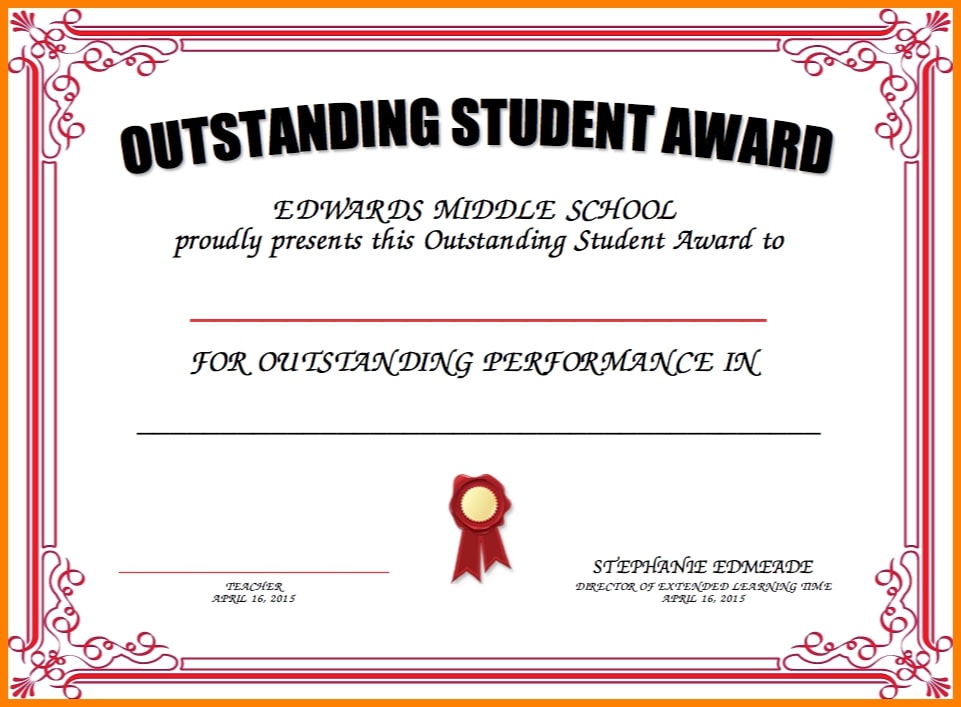 OUTSTANDING STUDENT AWARD
EDWARDS MIDDLE SCHOOL
proudly presents this Outstanding Student Award to
FOR OUTSTANDING PERFORMANCE IN
TEACHER
APRIL 16, 2015
STEPHANIE EDMEADE
DIRECTOR OF EXTENDED LEARNING TIME
APRIL 16, 2015